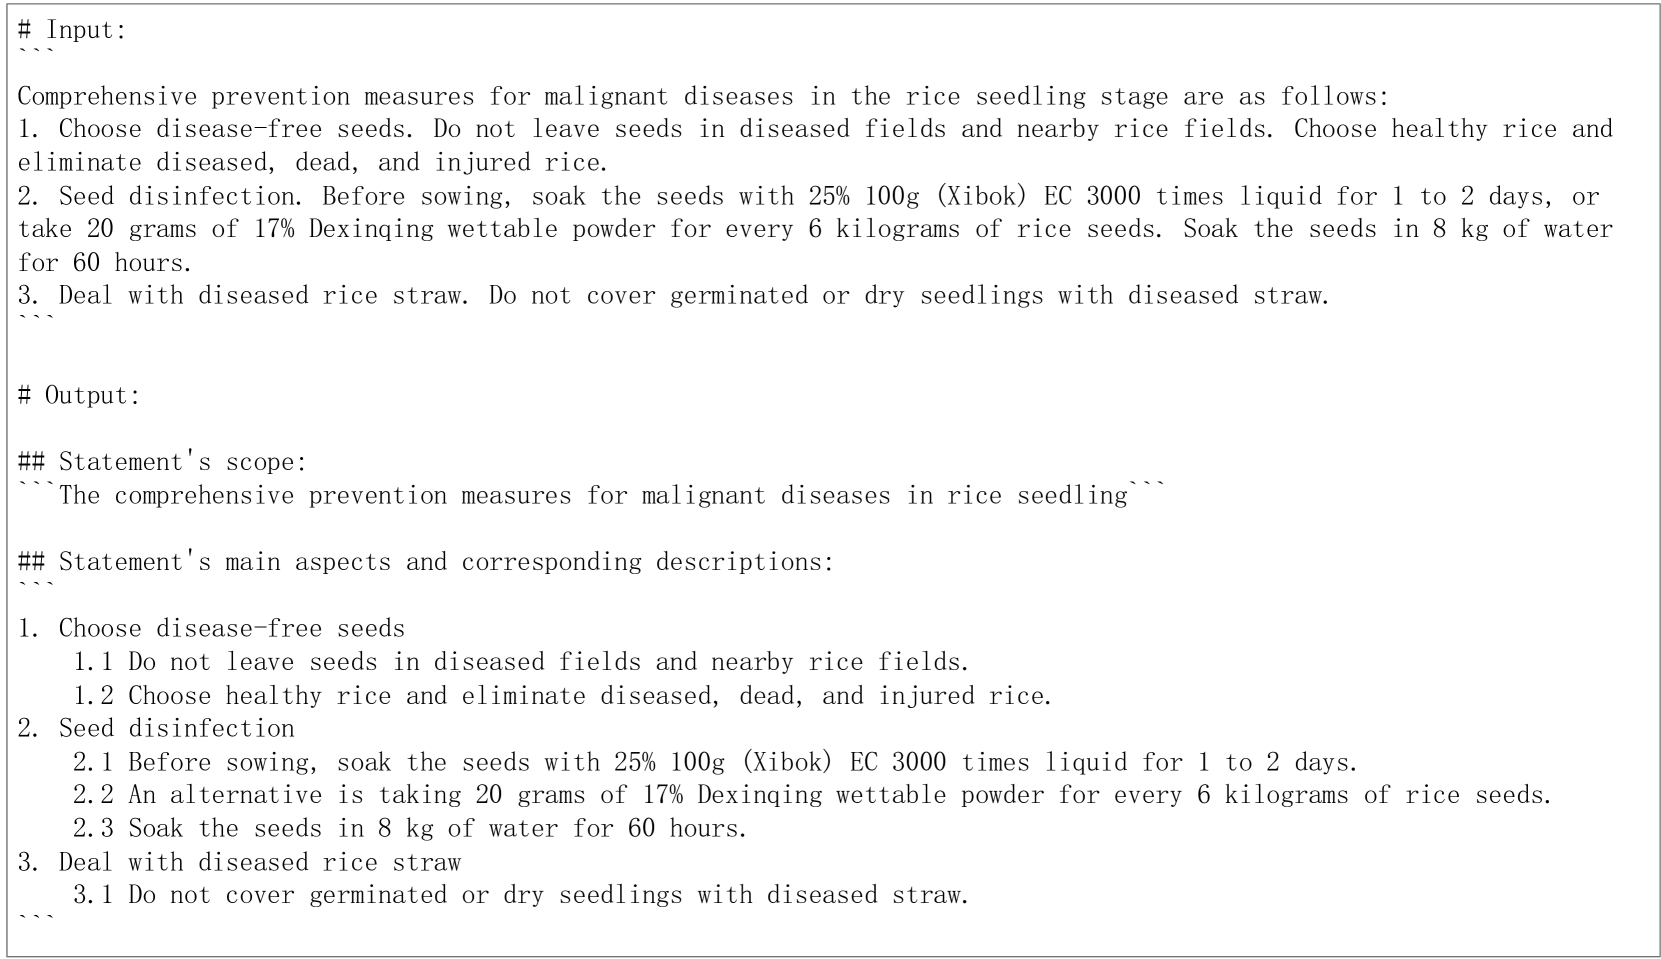 # Input:
```
Comprehensive prevention measures for malignant diseases in the rice seedling stage are as follows:
1. Choose disease-free seeds. Do not leave seeds in diseased fields and nearby rice fields. Choose healthy rice and
eliminate diseased, dead, and injured rice.
2. Seed disinfection. Before sowing, soak the seeds with 25% 100g (Xibok) EC 3000 times liquid for 1 to 2 days, or
take 20 grams of 17% Dexinqing wettable powder for every 6 kilograms of rice seeds. Soak the seeds in 8 kg of water
for 60 hours.
3. Deal with diseased rice straw. Do not cover germinated or dry seedlings with diseased straw.
```
# Output:
## Statement's scope:
```The comprehensive prevention measures for malignant diseases in rice seedling```
## Statement's main aspects and corresponding descriptions:
```
1. Choose disease-free seeds
    1.1 Do not leave seeds in diseased fields and nearby rice fields.
    1.2 Choose healthy rice and eliminate diseased, dead, and injured rice.
2. Seed disinfection
    2.1 Before sowing, soak the seeds with 25% 100g (Xibok) EC 3000 times liquid for 1 to 2 days.
    2.2 An alternative is taking 20 grams of 17% Dexinqing wettable powder for every 6 kilograms of rice seeds.
    2.3 Soak the seeds in 8 kg of water for 60 hours.
3. Deal with diseased rice straw
    3.1 Do not cover germinated or dry seedlings with diseased straw.
```